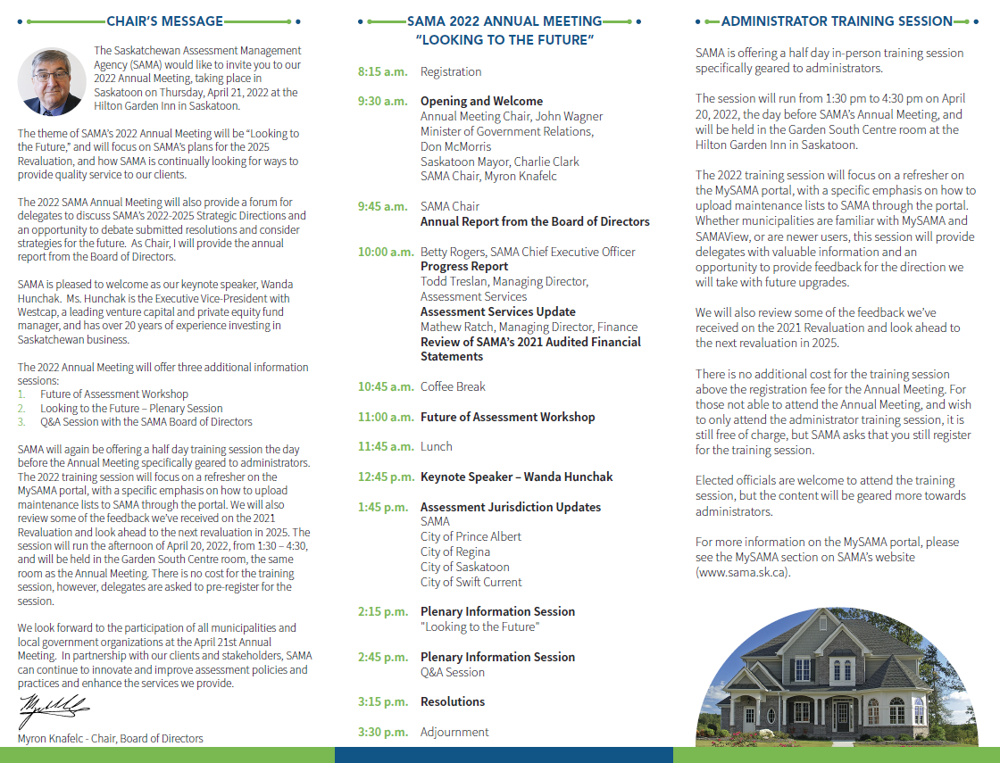 CHAIR'S MESSAGE
The Saskatchewan Assessment Management
Agency (SAMA) would like to invite you to our
2022 Annual Meeting, taking place in
Saskatoon on Thursday, April 21, 2022 at the
Hilton Garden Inn in Saskatoon.
The theme of SAMA's 2022 Annual Meeting will be "Looking to
the Future," and will focus on SAMA's plans for the 2025
Revaluation, and how SAMA is continually looking for ways to
provide quality service to our clients.
The 2022 SAMA Annual Meeting will also provide a forum for
delegates to discuss SAMA's 2022-2025 Strategic Directions and
an opportunity to debate submitted resolutions and consider
strategies for the future. As Chair, I will provide the annual
report from the Board of Directors.
SAMA is pleased to welcome as our keynote speaker, Wanda
Hunchak. Ms. Hunchak is the Executive Vice-President with
Westcap, a leading venture capital and private equity fund
manager, and has over 20 years of experience investing in
Saskatchewan business.
The 2022 Annual Meeting will offer three additional information
sessions:
1. Future of Assessment Workshop
2. Looking to the Future – Plenary Session
3. Q&A Session with the SAMA Board of Directors
SAMA will again be offering a half day training session the day
before the Annual Meeting specifically geared to administrators.
The 2022 training session will focus on a refresher on the
MySAMA portal, with a specific emphasis on how to upload
maintenance lists to SAMA through the portal. We will also
review some of the feedback we've received on the 2021
Revaluation and look ahead to the next revaluation in 2025. The
session will run the afternoon of April 20, 2022, from 1:30 – 4:30,
and will be held in the Garden South Centre room, the same
room as the Annual Meeting. There is no cost for the training
session, however, delegates are asked to pre-register for the
session.
We look forward to the participation of all municipalities and
local government organizations at the April 21st Annual
Meeting. In partnership with our clients and stakeholders, SAMA
can continue to innovate and improve assessment policies and
practices and enhance the services we provide.
Myron Knafelc - Chair, Board of Directors
SAMA 2022 ANNUAL MEETING
"LOOKING TO THE FUTURE"
8:15 a.m. Registration
9:30 a.m. Opening and Welcome
Annual Meeting Chair, John Wagner
Minister of Government Relations,
Don McMorris
Saskatoon Mayor, Charlie Clark
SAMA Chair, Myron Knafelc
9:45 a.m. SAMA Chair
Annual Report from the Board of Directors
10:00 a.m. Betty Rogers, SAMA Chief Executive Officer
Progress Report
Todd Treslan, Managing Director,
Assessment Services
Assessment Services Update
Mathew Ratch, Managing Director, Finance
Review of SAMA's 2021 Audited Financial
Statements
10:45 a.m. Coffee Break
11:00 a.m. Future of Assessment Workshop
11:45 a.m. Lunch
12:45 p.m. Keynote Speaker – Wanda Hunchak
1:45 p.m. Assessment Jurisdiction Updates
SAMA
City of Prince Albert
City of Regina
City of Saskatoon
City of Swift Current
2:15 p.m. Plenary Information Session
"Looking to the Future"
2:45 p.m. Plenary Information Session
Q&A Session
3:15 p.m. Resolutions
3:30 p.m. Adjournment
ADMINISTRATOR TRAINING SESSION
SAMA is offering a half day in-person training session
specifically geared to administrators.
The session will run from 1:30 pm to 4:30 pm on April
20, 2022, the day before SAMA's Annual Meeting, and
will be held in the Garden South Centre room at the
Hilton Garden Inn in Saskatoon.
The 2022 training session will focus on a refresher on
the MySAMA portal, with a specific emphasis on how to
upload maintenance lists to SAMA through the portal.
Whether municipalities are familiar with MySAMA and
SAMAView, or are newer users, this session will provide
delegates with valuable information and an
opportunity to provide feedback for the direction we
will take with future upgrades.
We will also review some of the feedback we've
received on the 2021 Revaluation and look ahead to
the next revaluation in 2025.
There is no additional cost for the training session
above the registration fee for the Annual Meeting. For
those not able to attend the Annual Meeting, and wish
to only attend the administrator training session, it is
still free of charge, but SAMA asks that you still register
for the training session.
Elected officials are welcome to attend the training
session, but the content will be geared more towards
administrators.
For more information on the MySAMA portal, please
see the MySAMA section on SAMA's website
(www.sama.sk.ca).